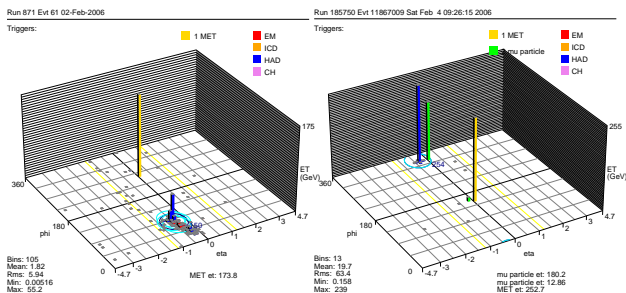 Run 871 Evt 61 02-Feb-2006
Triggers:
1 MET
EM
ICD
HAD
CH
175
ET
(GeV)
360
180
phi
0
-4.7
-3
-2
-1
0
1
2
3
4.7
eta
Bins: 105
Mean: 1.82
Rms: 5.94
Min: 0.00516
Max: 55.2
MET et: 173.8
Run 185750 Evt 11867009 Sat Feb 4 09:26:15 2006
Triggers:
1 MET
mu particle
EM
ICD
HAD
CH
254
255
ET
(GeV)
360
180
phi
0
-4.7
-3
-2
-1
0
1
2
3
4.7
eta
Bins: 13
Mean: 19.7
Rms: 63.4
Min: 0.158
Max: 239
mu particle et: 180.2
mu particle et: 12.86
MET et: 252.7